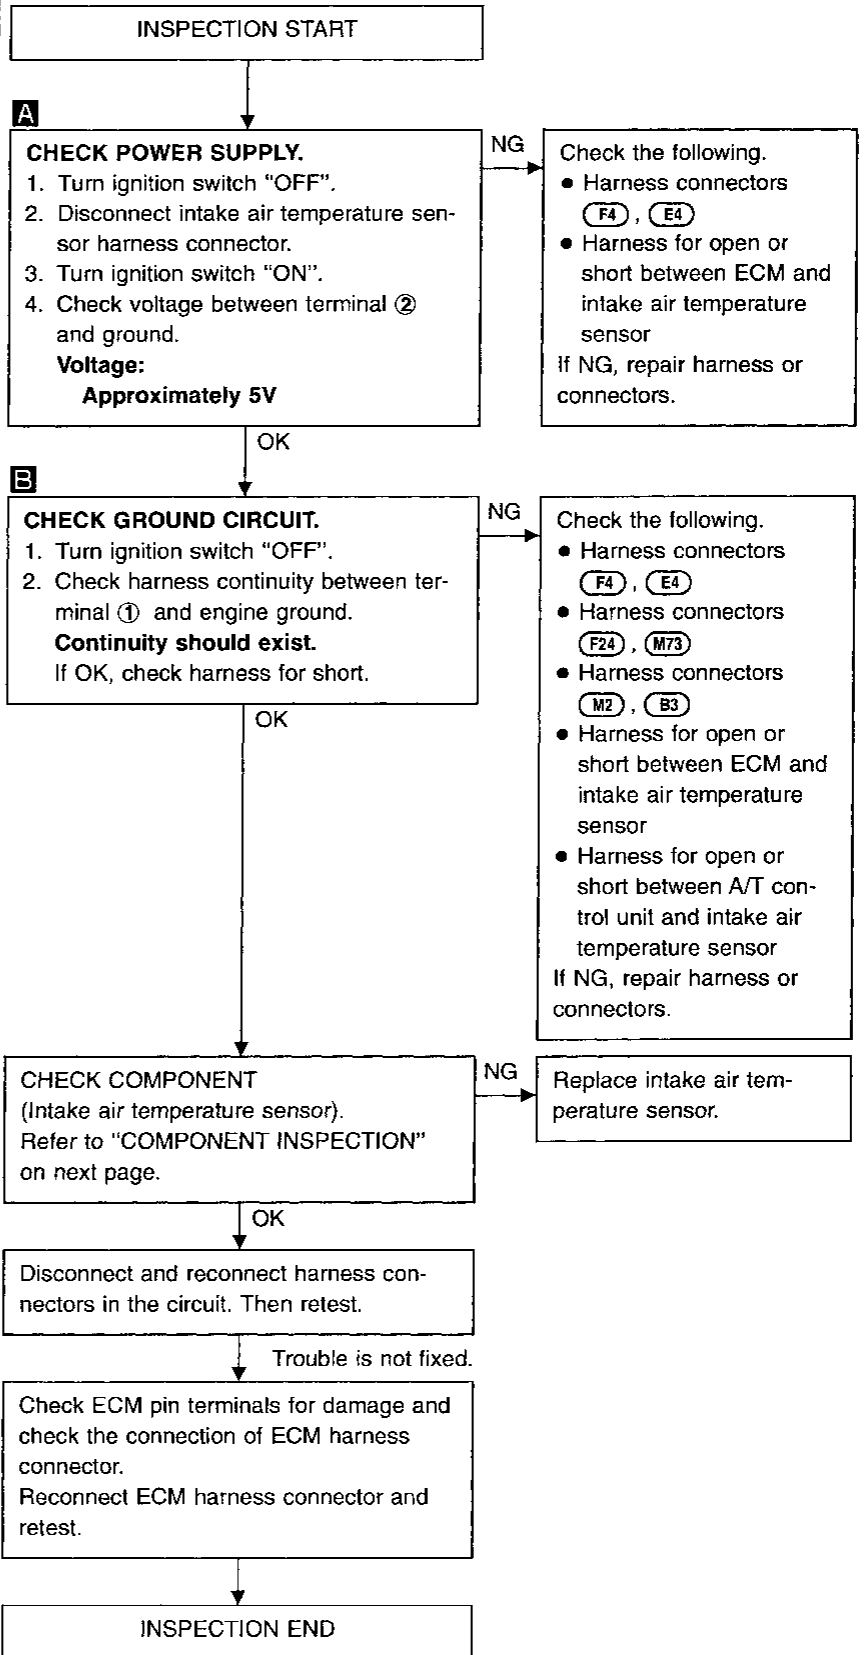 INSPECTION START
A
CHECK POWER SUPPLY.
1. Turn ignition switch “OFF”.
2. Disconnect intake air temperature sen-
sor harness connector.
3. Turn ignition switch “ON”.
4. Check voltage between terminal ②
and ground.
Voltage:
Approximately 5V
NG
Check the following.
● Harness connectors
F4 , E4
● Harness for open or
short between ECM and
intake air temperature
sensor
If NG, repair harness or
connectors.
OK
B
CHECK GROUND CIRCUIT.
1. Turn ignition switch “OFF”.
2. Check harness continuity between ter-
minal ① and engine ground.
Continuity should exist.
If OK, check harness for short.
NG
Check the following.
● Harness connectors
F4 , E4
● Harness connectors
F24 , M73
● Harness connectors
M2 , B3
● Harness for open or
short between ECM and
intake air temperature
sensor
● Harness for open or
short between A/T con-
trol unit and intake air
temperature sensor
If NG, repair harness or
connectors.
OK
CHECK COMPONENT
(Intake air temperature sensor).
Refer to “COMPONENT INSPECTION”
on next page.
NG
Replace intake air tem-
perature sensor.
OK
Disconnect and reconnect harness con-
nectors in the circuit. Then retest.
Trouble is not fixed.
Check ECM pin terminals for damage and
check the connection of ECM harness
connector.
Reconnect ECM harness connector and
retest.
INSPECTION END